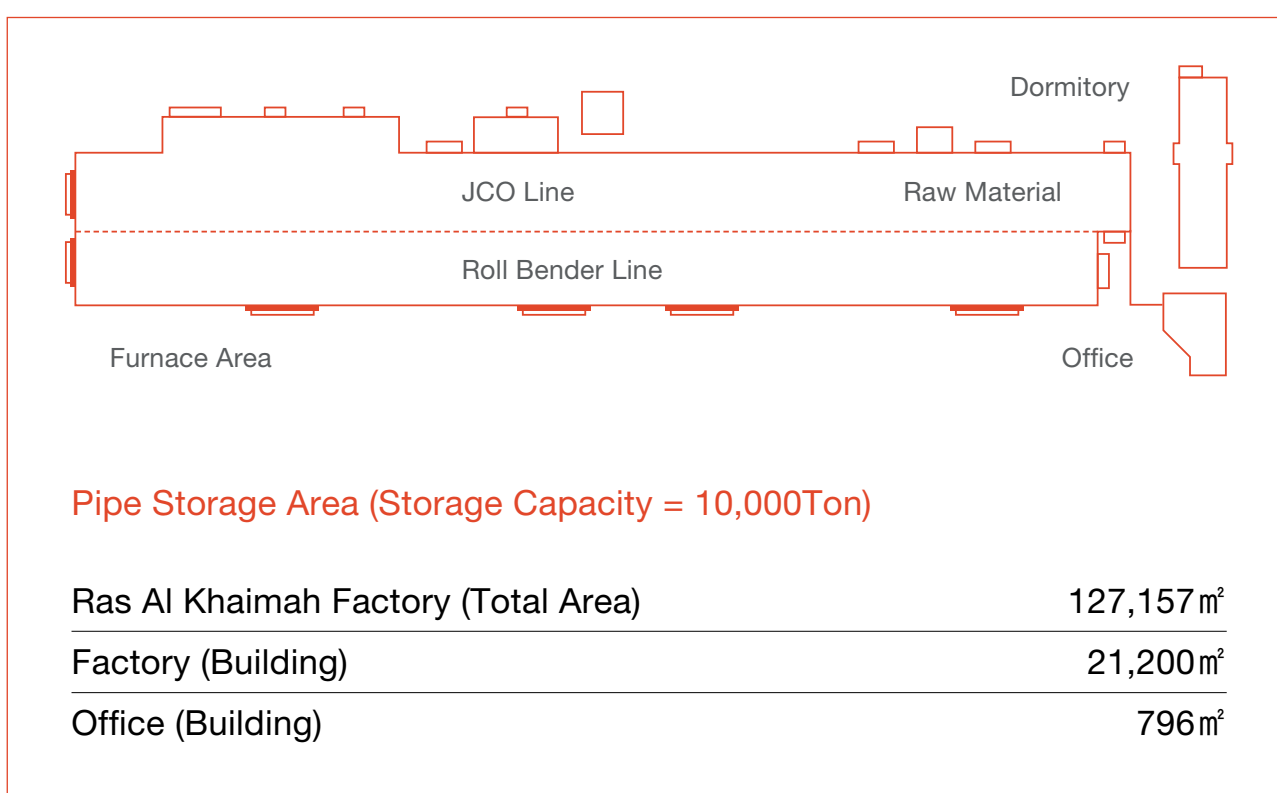 Dormitory
JCO Line
Raw Material
Roll Bender Line
Furnace Area
Office
Pipe Storage Area (Storage Capacity = 10,000Ton)
Ras Al Khaimah Factory (Total Area) 127,157㎡
Factory (Building) 21,200㎡
Office (Building) 796㎡